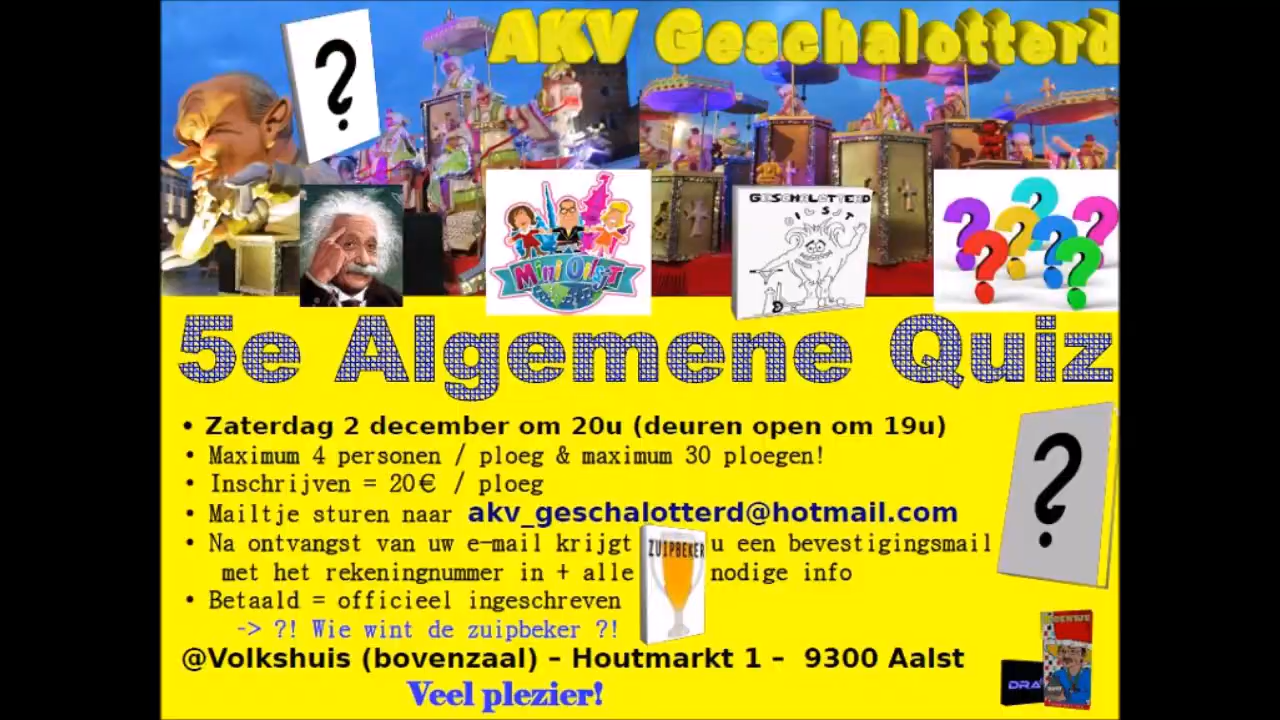 AKV Geschalotterd
Mini Oilsjt
GESCHALOTTERD
5e Algemene Quiz
• Zaterdag 2 december om 20u (deuren open om 19u)
• Maximum 4 personen / ploeg & maximum 30 ploegen!
• Inschrijven = 20€ / ploeg
• Mailtje sturen naar akv_geschalotterd@hotmail.com
• Na ontvangst van uw e-mail krijgt u een bevestigingsmail
met het rekeningnummer in + alle nodige info
ZUIPBEKER
• Betaald = officieel ingeschreven
-> ?! Wie wint de zuipbeker ?!
@Volkshuis (bovenzaal) – Houtmarkt 1 – 9300 Aalst
Veel plezier!